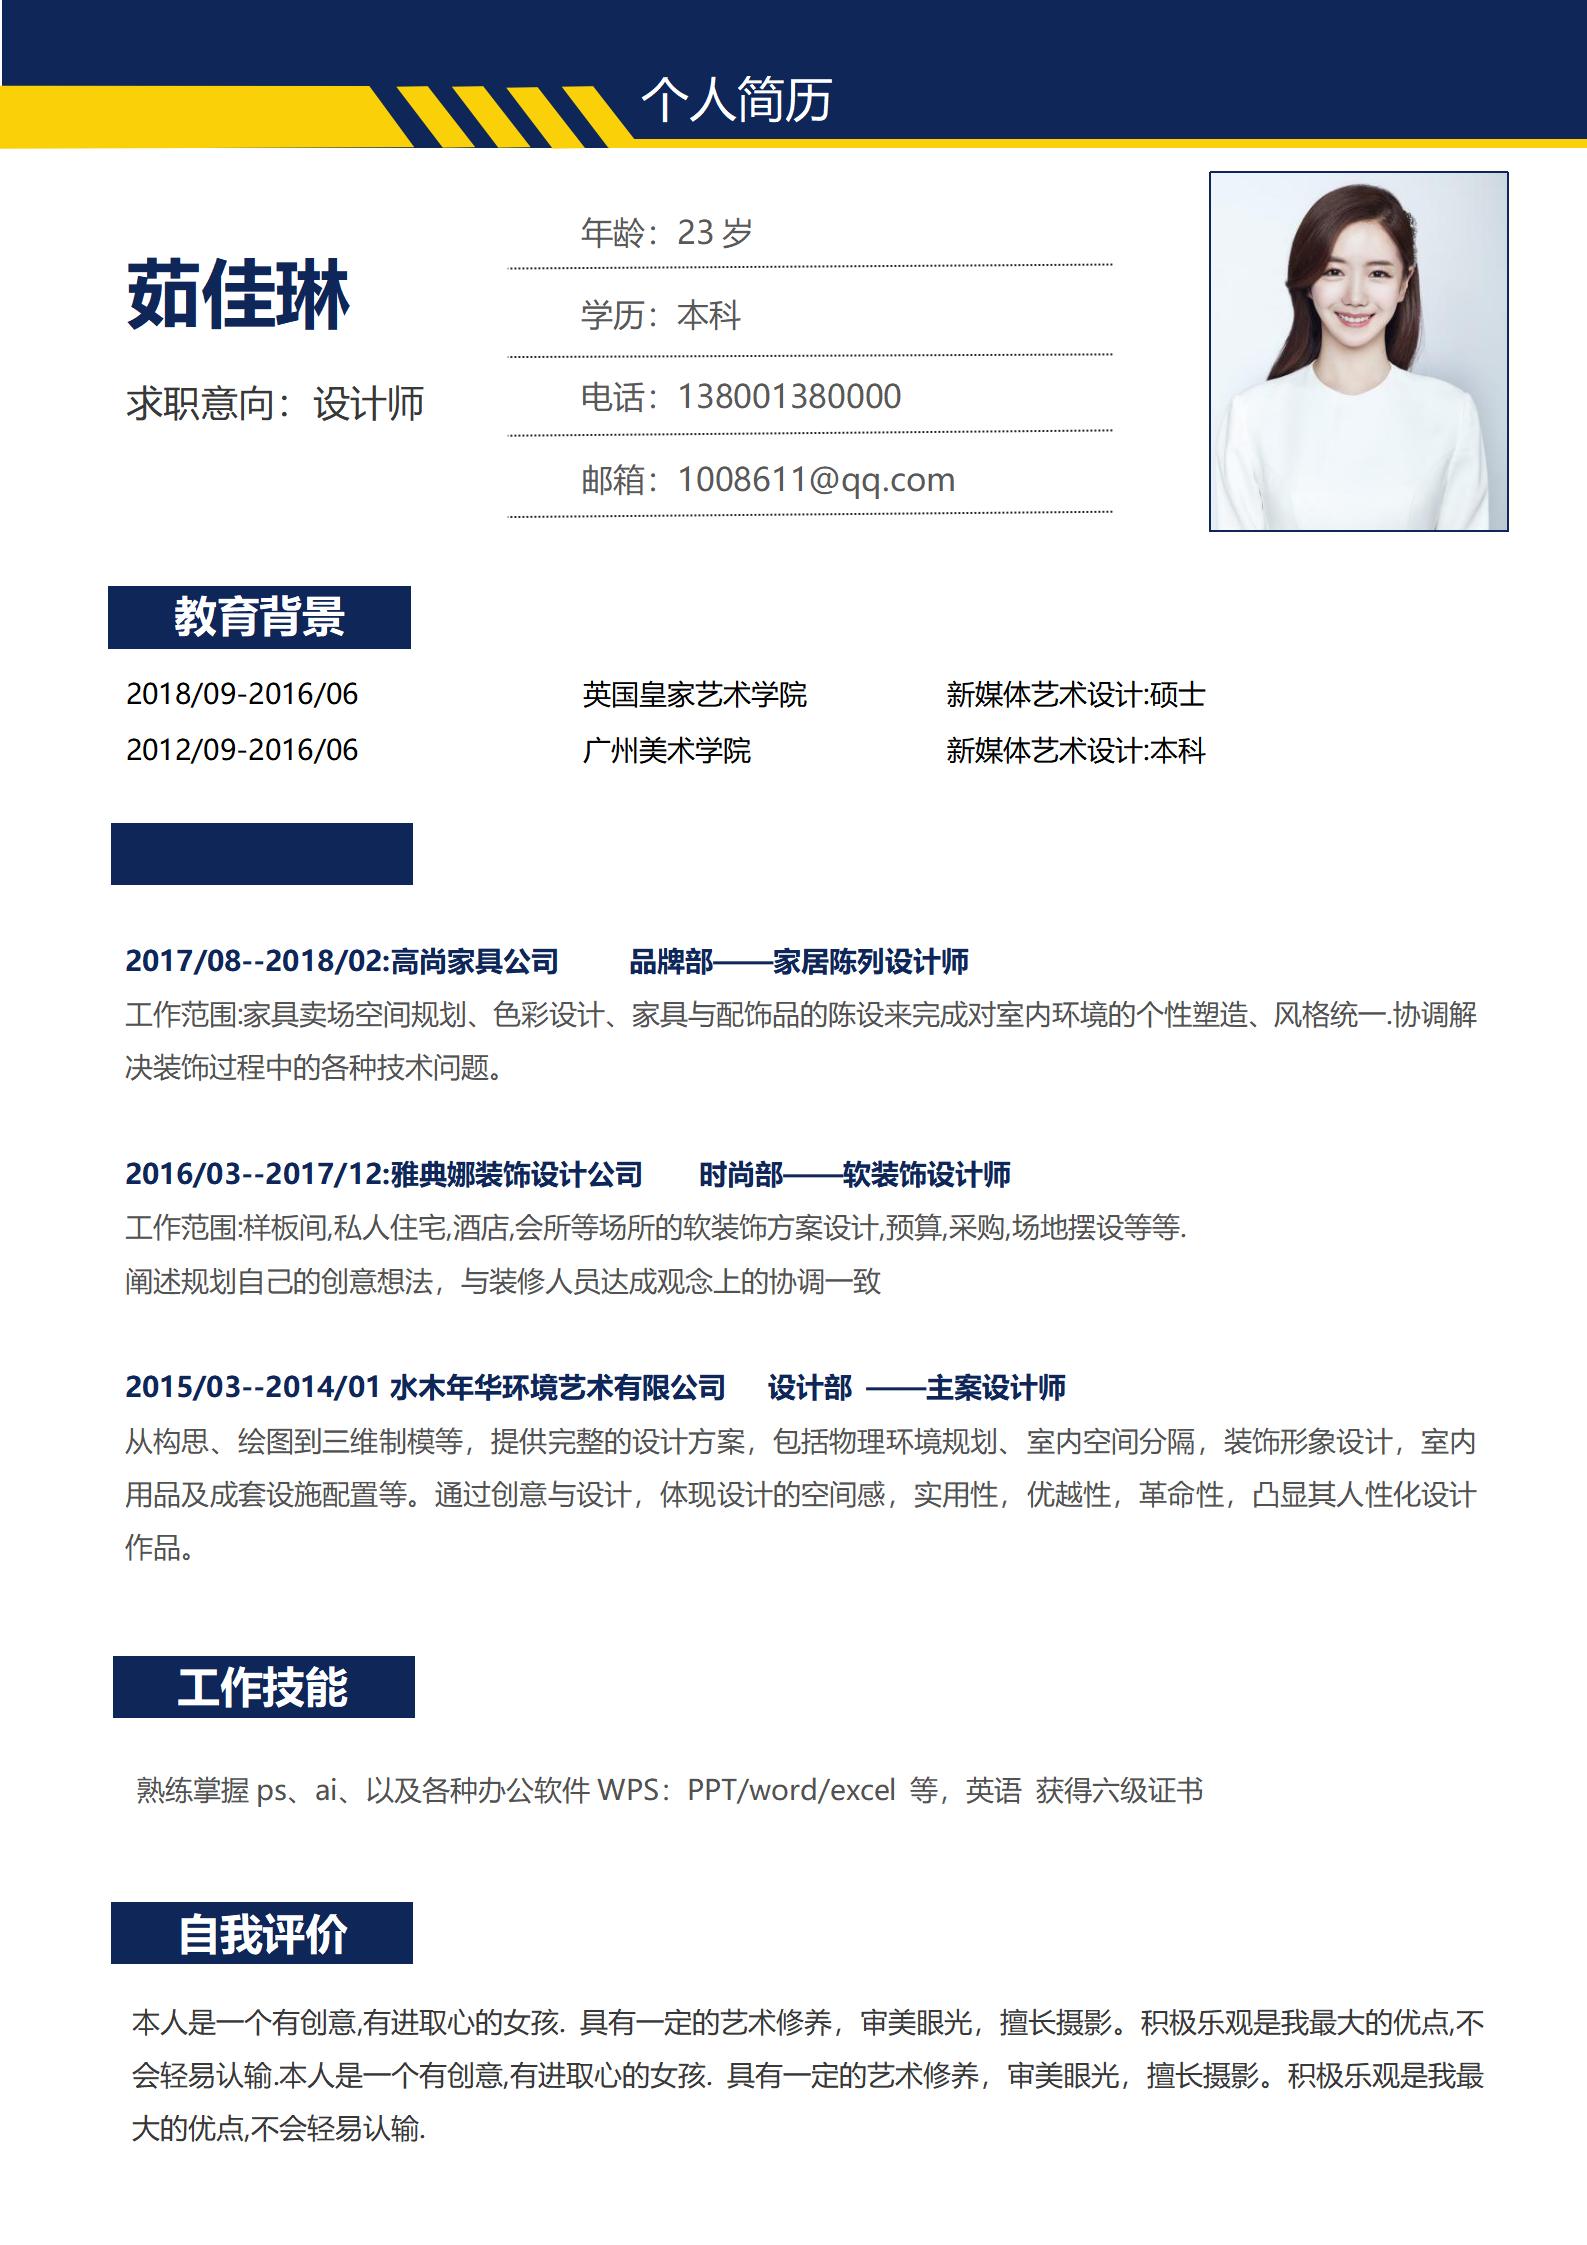 个人简历
茹佳琳
求职意向：设计师
年龄：23 岁
学历：本科
电话：138001380000
邮箱：1008611@qq.com
教育背景
2018/09-2016/06 英国皇家艺术学院 新媒体艺术设计:硕士
2012/09-2016/06 广州美术学院 新媒体艺术设计:本科
2017/08--2018/02:高尚家具公司 品牌部——家居陈列设计师
工作范围:家具卖场空间规划、色彩设计、家具与配饰品的陈设来完成对室内环境的个性塑造、风格统一.协调解
决装饰过程中的各种技术问题。
2016/03--2017/12:雅典娜装饰设计公司 时尚部——软装饰设计师
工作范围:样板间,私人住宅,酒店,会所等场所的软装饰方案设计,预算,采购,场地摆设等等.
阐述规划自己的创意想法，与装修人员达成观念上的协调一致
2015/03--2014/01 水木年华环境艺术有限公司 设计部 ——主案设计师
从构思、绘图到三维制模等，提供完整的设计方案，包括物理环境规划、室内空间分隔，装饰形象设计，室内
用品及成套设施配置等。通过创意与设计，体现设计的空间感，实用性，优越性，革命性，凸显其人性化设计
作品。
工作技能
熟练掌握 ps、ai、以及各种办公软件 WPS：PPT/word/excel 等，英语 获得六级证书
自我评价
本人是一个有创意,有进取心的女孩. 具有一定的艺术修养，审美眼光，擅长摄影。积极乐观是我最大的优点,不
会轻易认输.本人是一个有创意,有进取心的女孩. 具有一定的艺术修养，审美眼光，擅长摄影。积极乐观是我最
大的优点,不会轻易认输.